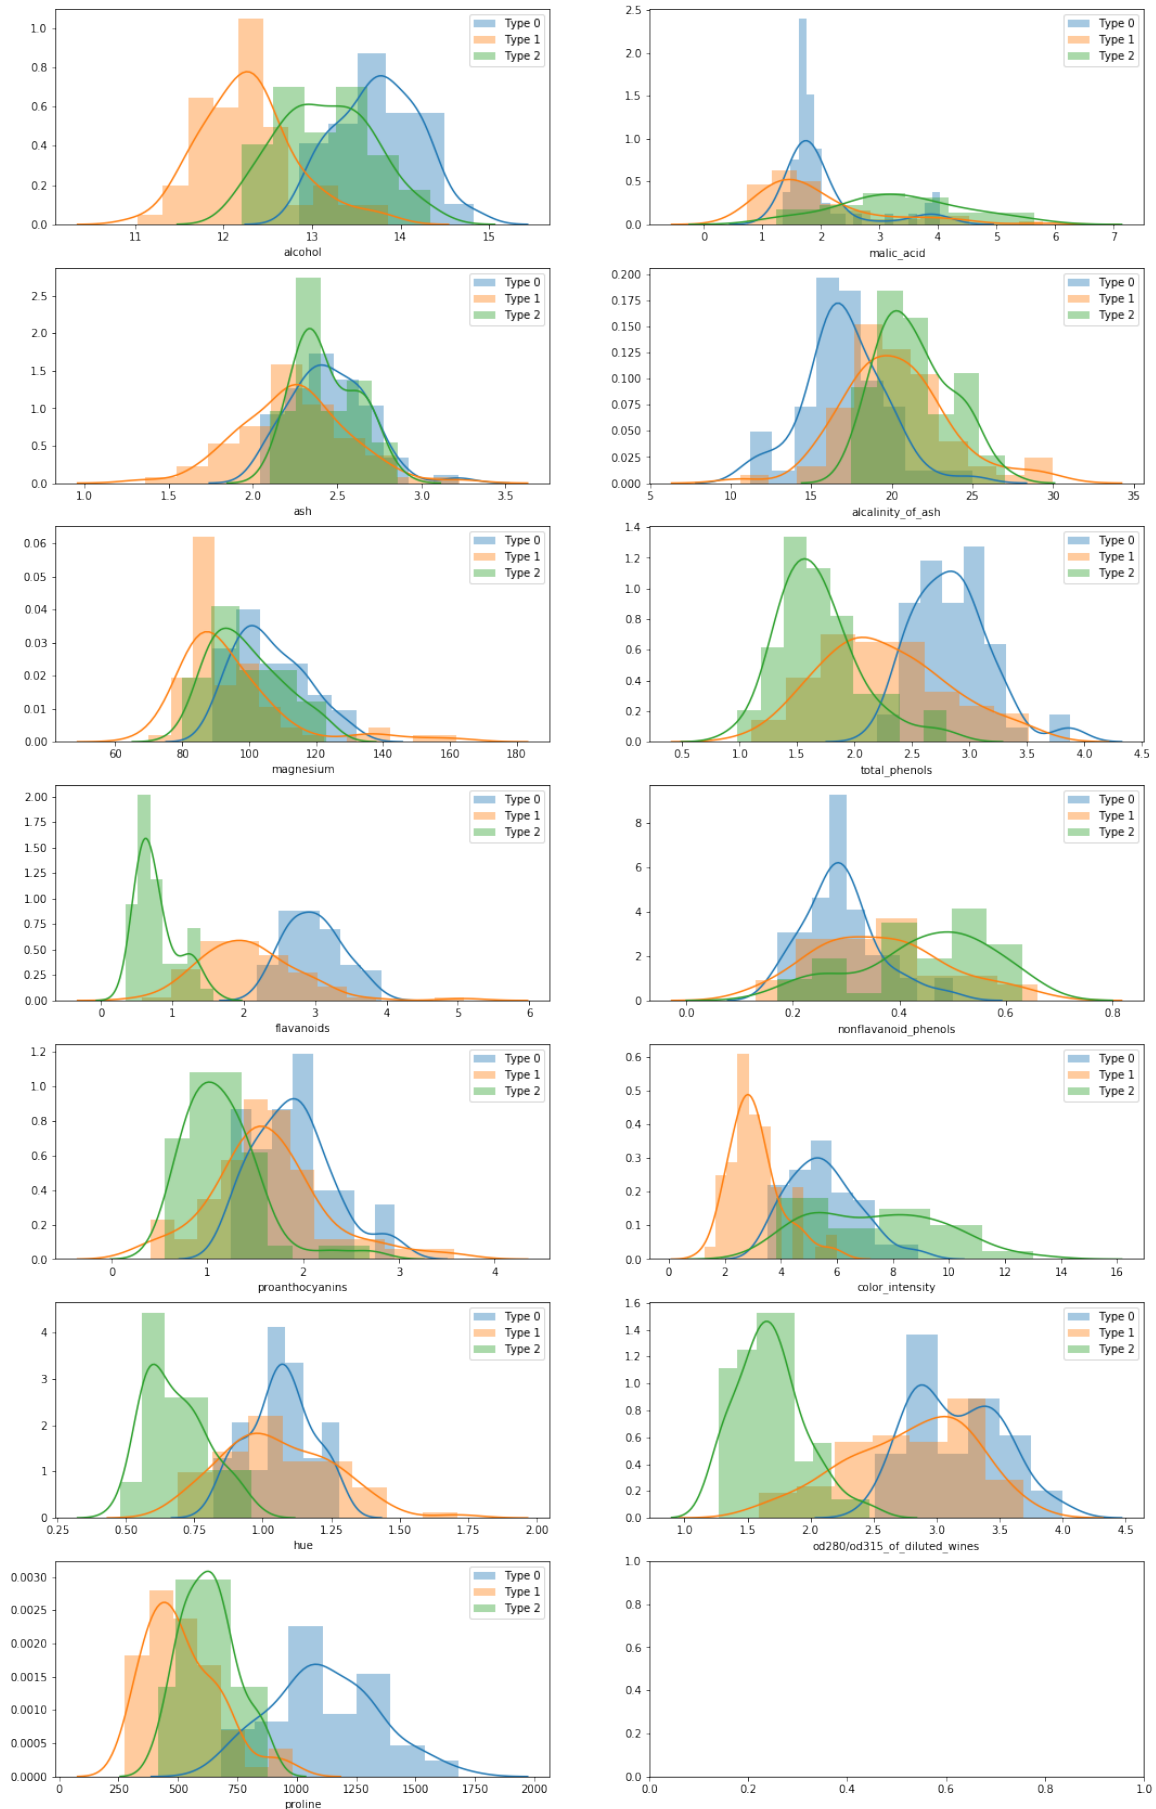 1.0
0.8
0.6
0.4
0.2
0.0
11 12 13 14 15
alcohol
Type 0
Type 1
Type 2
2.5
2.0
1.5
1.0
0.5
0.0
0 1 2 3 4 5 6 7
malic_acid
Type 0
Type 1
Type 2
2.5
2.0
1.5
1.0
0.5
0.0
1.0 1.5 2.0 2.5 3.0 3.5
ash
Type 0
Type 1
Type 2
0.200
0.175
0.150
0.125
0.100
0.075
0.050
0.025
0.000
5 10 15 20 25 30 35
alcalinity_of_ash
Type 0
Type 1
Type 2
0.06
0.05
0.04
0.03
0.02
0.01
0.00
60 80 100 120 140 160 180
magnesium
Type 0
Type 1
Type 2
1.4
1.2
1.0
0.8
0.6
0.4
0.2
0.0
0.5 1.0 1.5 2.0 2.5 3.0 3.5 4.0 4.5
total_phenols
Type 0
Type 1
Type 2
2.00
1.75
1.50
1.25
1.00
0.75
0.50
0.25
0.00
0 1 2 3 4 5 6
flavanoids
Type 0
Type 1
Type 2
8
6
4
2
0
0.0 0.2 0.4 0.6 0.8
nonflavanoid_phenols
Type 0
Type 1
Type 2
1.2
1.0
0.8
0.6
0.4
0.2
0.0
0 1 2 3 4
proanthocyanins
Type 0
Type 1
Type 2
0.6
0.5
0.4
0.3
0.2
0.1
0.0
0 2 4 6 8 10 12 14 16
color_intensity
Type 0
Type 1
Type 2
4
3
2
1
0
0.25 0.50 0.75 1.00 1.25 1.50 1.75 2.00
hue
Type 0
Type 1
Type 2
1.6
1.4
1.2
1.0
0.8
0.6
0.4
0.2
0.0
1.0 1.5 2.0 2.5 3.0 3.5 4.0 4.5
od280/od315_of_diluted_wines
Type 0
Type 1
Type 2
0.0030
0.0025
0.0020
0.0015
0.0010
0.0005
0.0000
0 250 500 750 1000 1250 1500 1750 2000
proline
Type 0
Type 1
Type 2
1.0
0.8
0.6
0.4
0.2
0.0
0.0 0.2 0.4 0.6 0.8 1.0